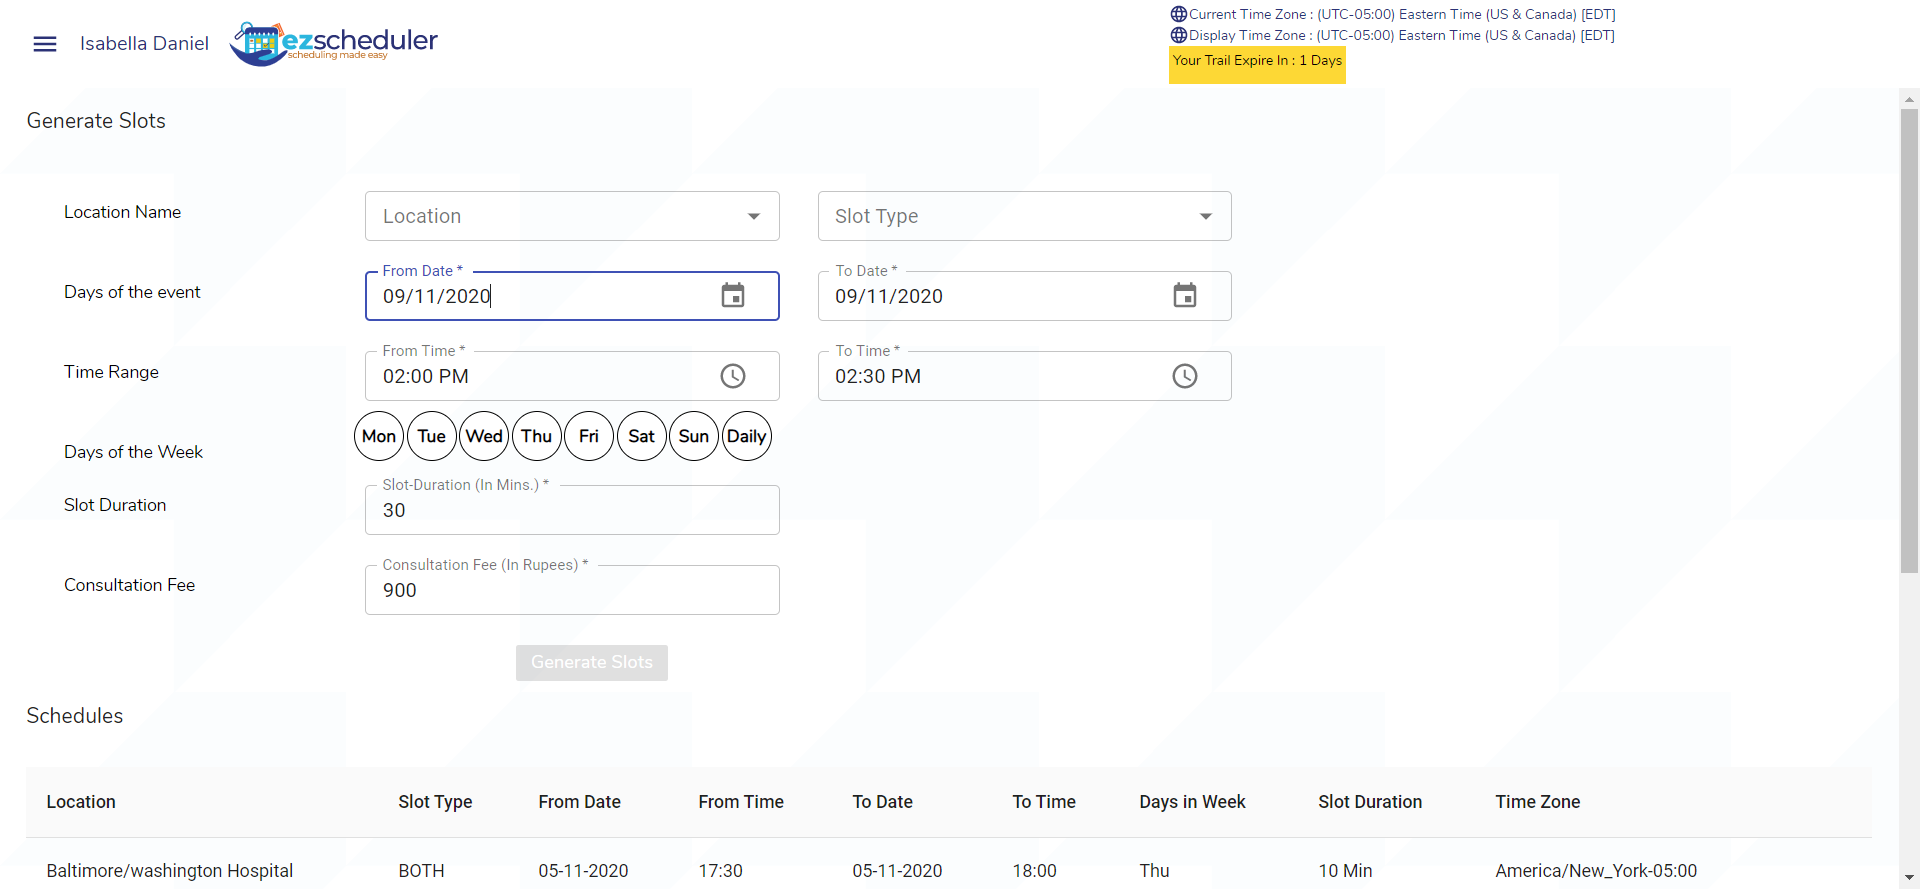 Isabella Daniel
ezscheduler
scheduling made easy
Current Time Zone : (UTC-05:00) Eastern Time (US & Canada) [EDT]
Display Time Zone : (UTC-05:00) Eastern Time (US & Canada) [EDT]
Your Trail Expire In : 1 Days
Generate Slots
Location Name
Location
Slot Type
Days of the event
From Date *
09/11/2020
To Date *
09/11/2020
Time Range
From Time *
02:00 PM
To Time *
02:30 PM
Days of the Week
Mon Tue Wed Thu Fri Sat Sun Daily
Slot Duration
Slot-Duration (In Mins.) *
30
Consultation Fee
Consultation Fee (In Rupees) *
900
Generate Slots
Schedules
Location Slot Type From Date From Time To Date To Time Days in Week Slot Duration Time Zone
Baltimore/washington Hospital BOTH 05-11-2020 17:30 05-11-2020 18:00 Thu 10 Min America/New_York-05:00